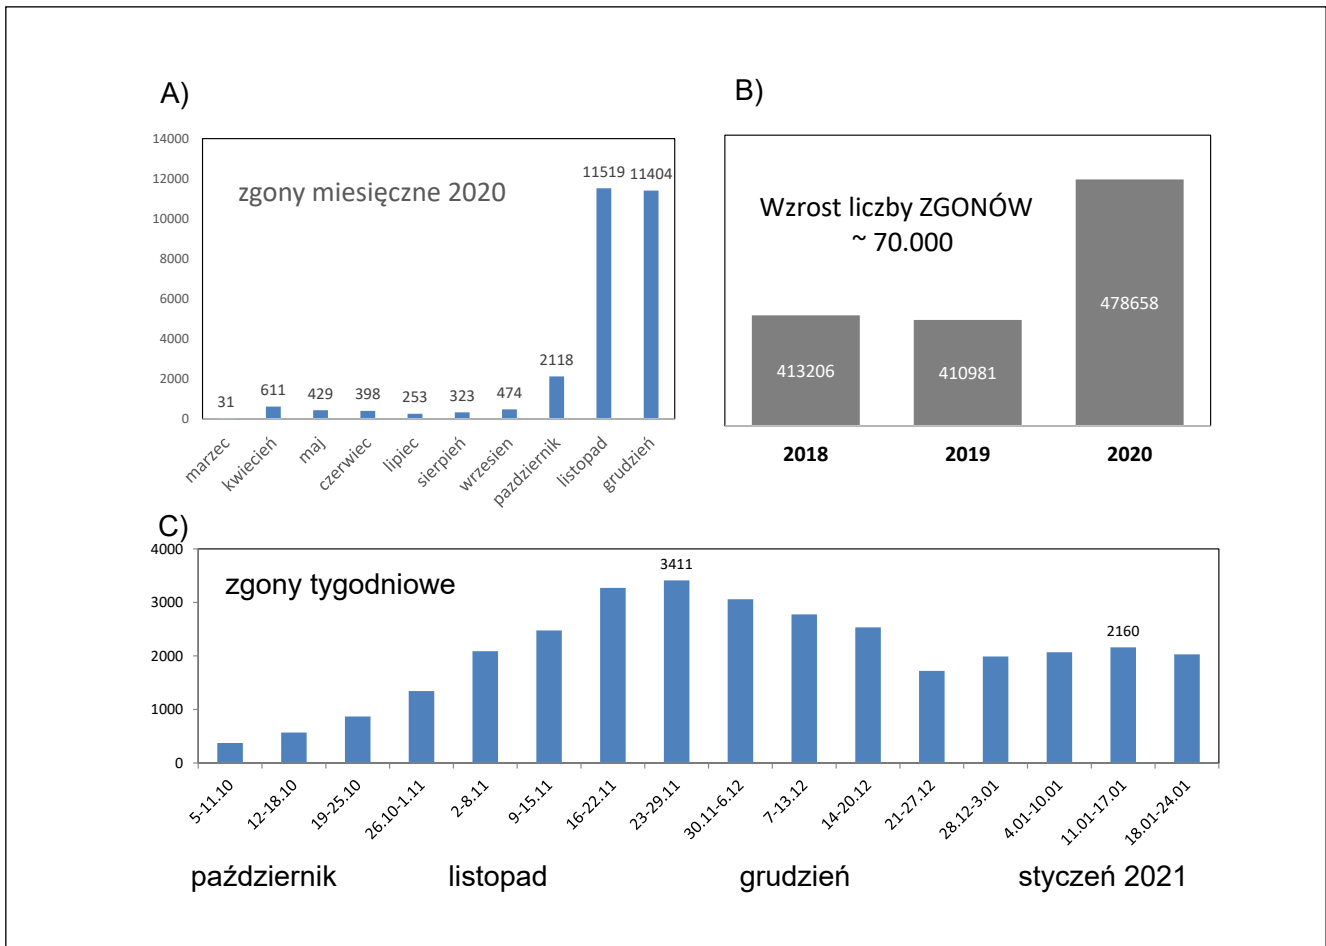 A)
14000
12000
10000
8000
6000
4000
2000
0
zgony miesięczne 2020
31
611
429
398
253
323
474
2118
11519
11404
marzec
kwiecień
maj
czerwiec
lipiec
sierpień
wrzesien
pazdziernik
listopad
grudzień
B)
Wzrost liczby ZGONÓW
~ 70.000
413206
410981
478658
2018
2019
2020
C)
4000
3000
2000
1000
0
zgony tygodniowe
3411
2160
5-11.10
12-18.10
19-25.10
26.10-1.11
2-8.11
9-15.11
16-22.11
23-29.11
30.11-6.12
7-13.12
14-20.12
21-27.12
28.12-3.01
4.01-10.01
11.01-17.01
18.01-24.01
październik
listopad
grudzień
styczeń 2021